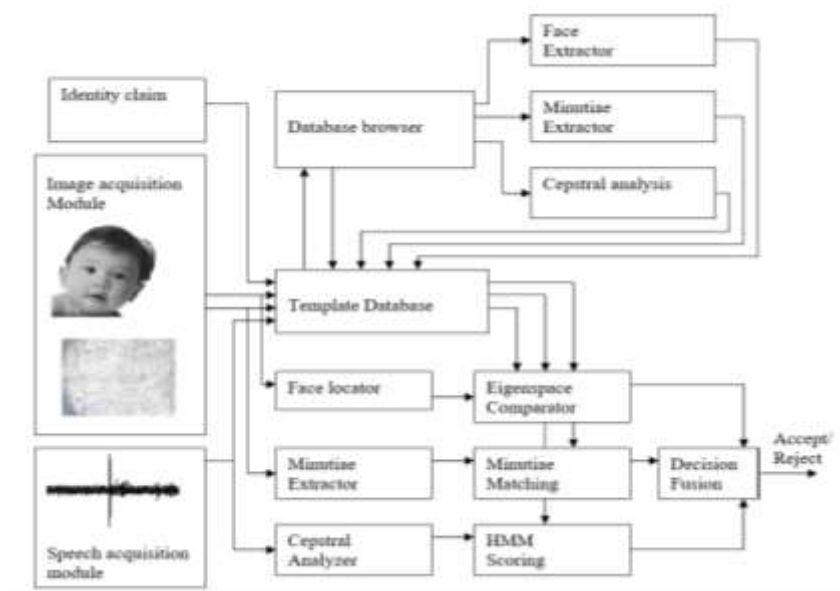 Face
Extractor
Identity claim
Database browser
Minutiae
Extractor
Image acquisition
Module
Cepstral analysis
Template Database
Face locator
Eigenspace
Comparator
Accept/
Reject
Minutiae
Extractor
Minutiae
Matching
Decision
Fusion
Speech acquisition
module
Cepstral
Analyzer
HMM
Scoring